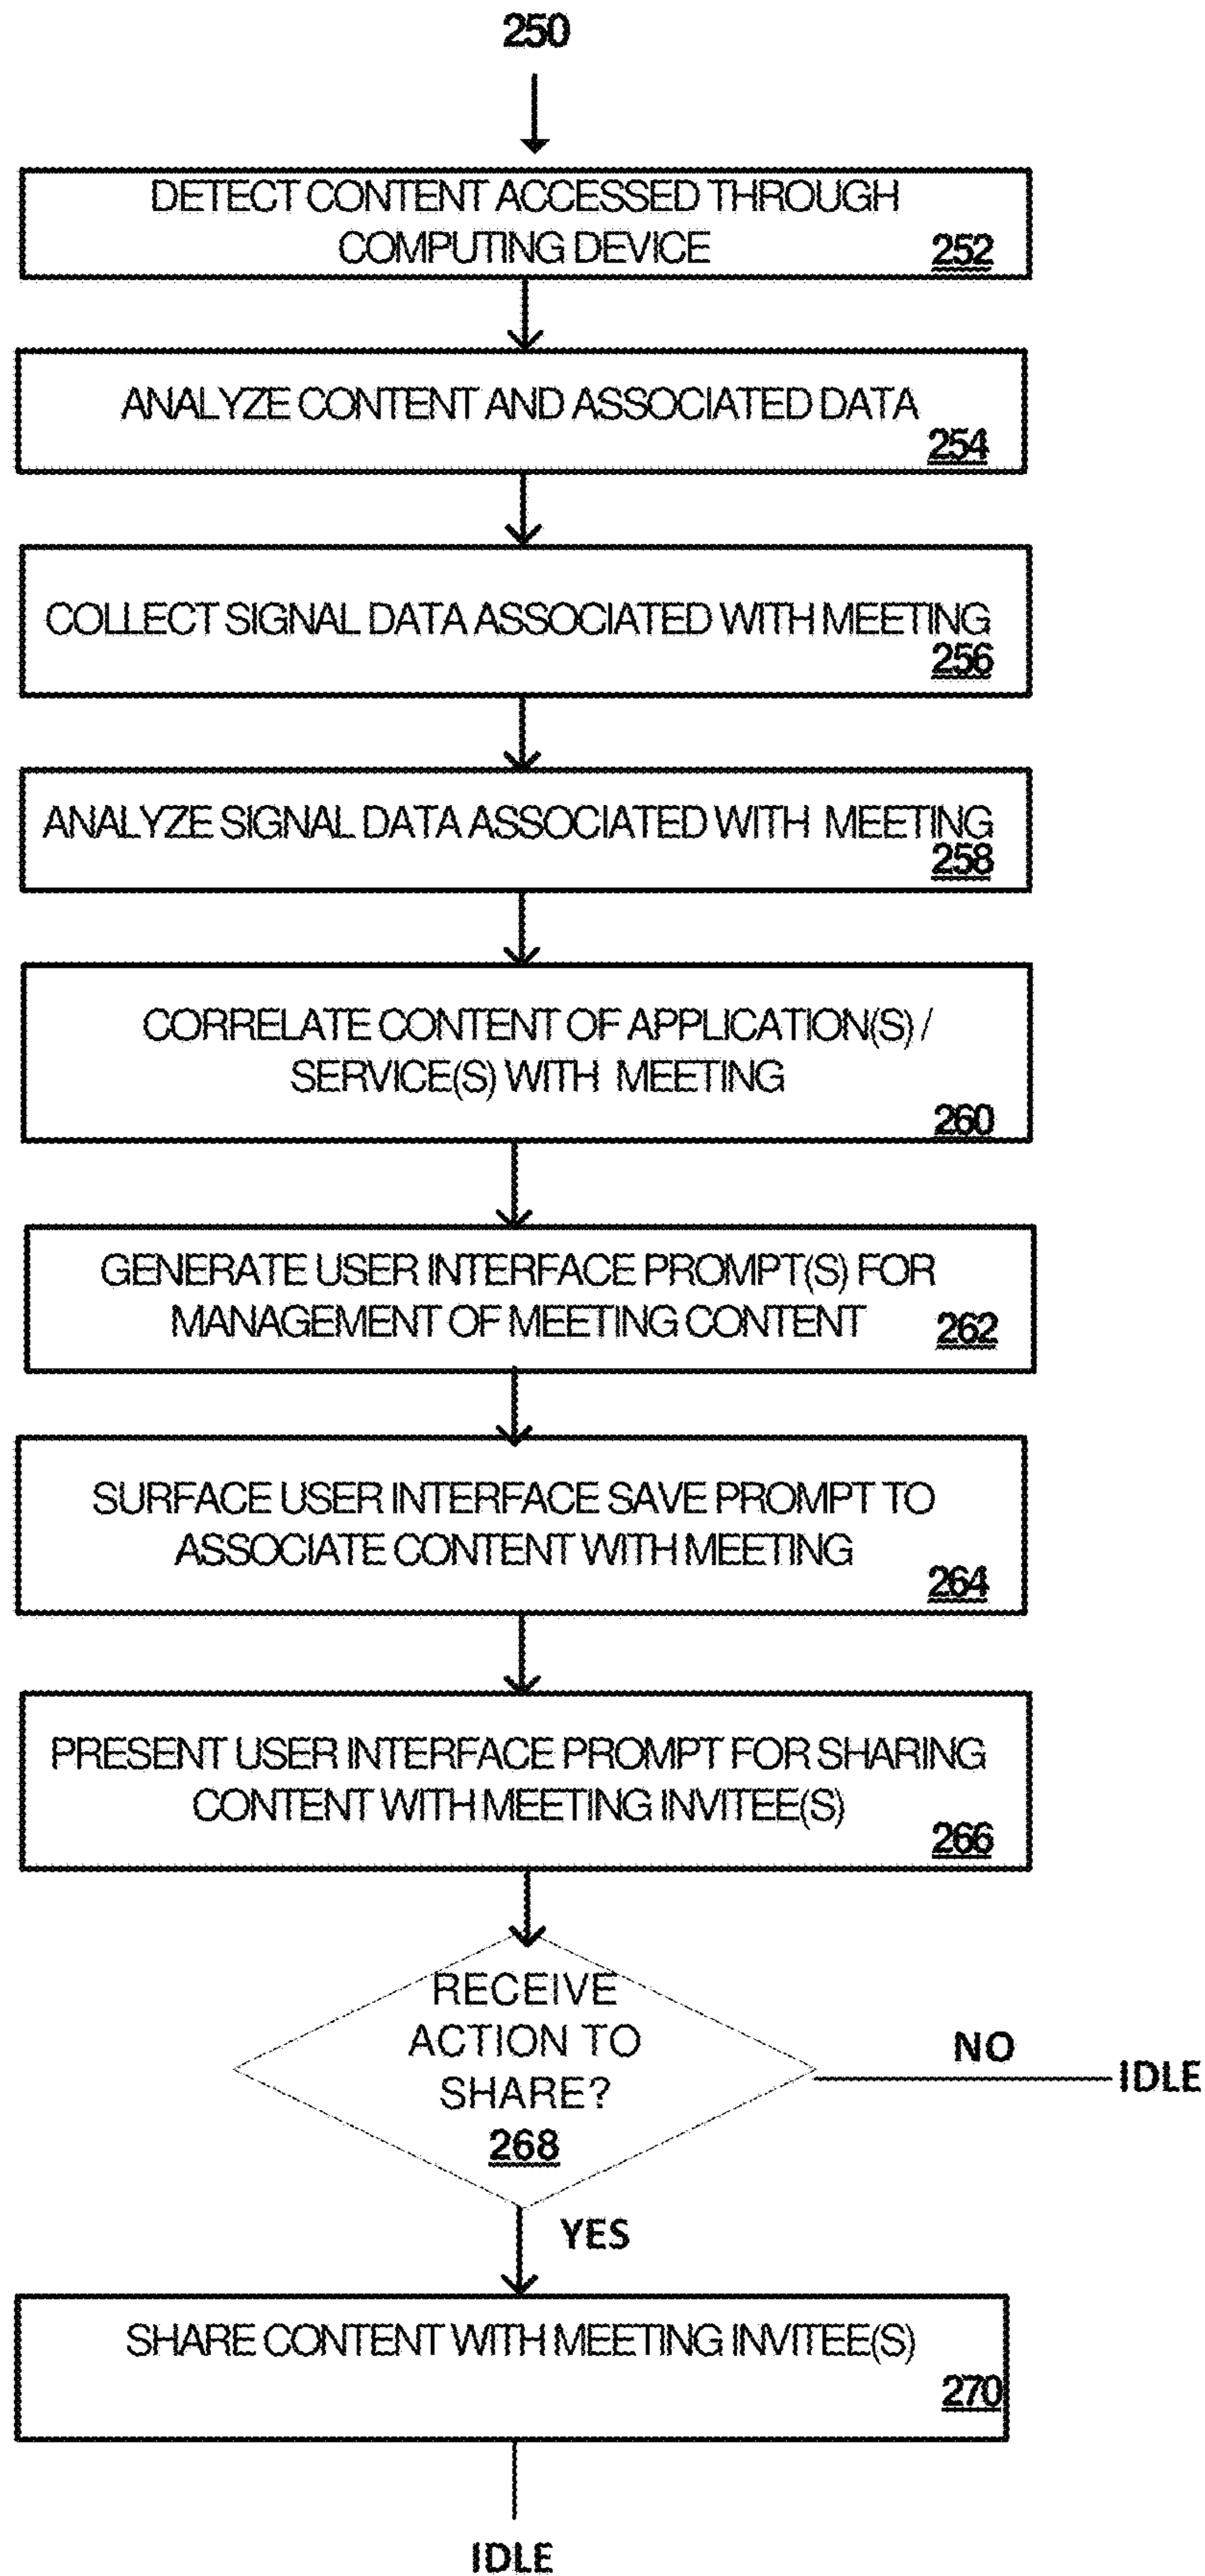 250
DETECT CONTENT ACCESSED THROUGH
COMPUTING DEVICE
252
ANALYZE CONTENT AND ASSOCIATED DATA
254
COLLECT SIGNAL DATA ASSOCIATED WITH MEETING
256
ANALYZE SIGNAL DATA ASSOCIATED WITH MEETING
258
CORRELATE CONTENT OF APPLICATION(S) /
SERVICE(S) WITH MEETING
260
GENERATE USER INTERFACE PROMPT(S) FOR
MANAGEMENT OF MEETING CONTENT
262
SURFACE USER INTERFACE SAVE PROMPT TO
ASSOCIATE CONTENT WITH MEETING
264
PRESENT USER INTERFACE PROMPT FOR SHARING
CONTENT WITH MEETING INVITEE(S)
266
RECEIVE
ACTION TO
SHARE?
268
NO
IDLE
YES
SHARE CONTENT WITH MEETING INVITEE(S)
270
IDLE